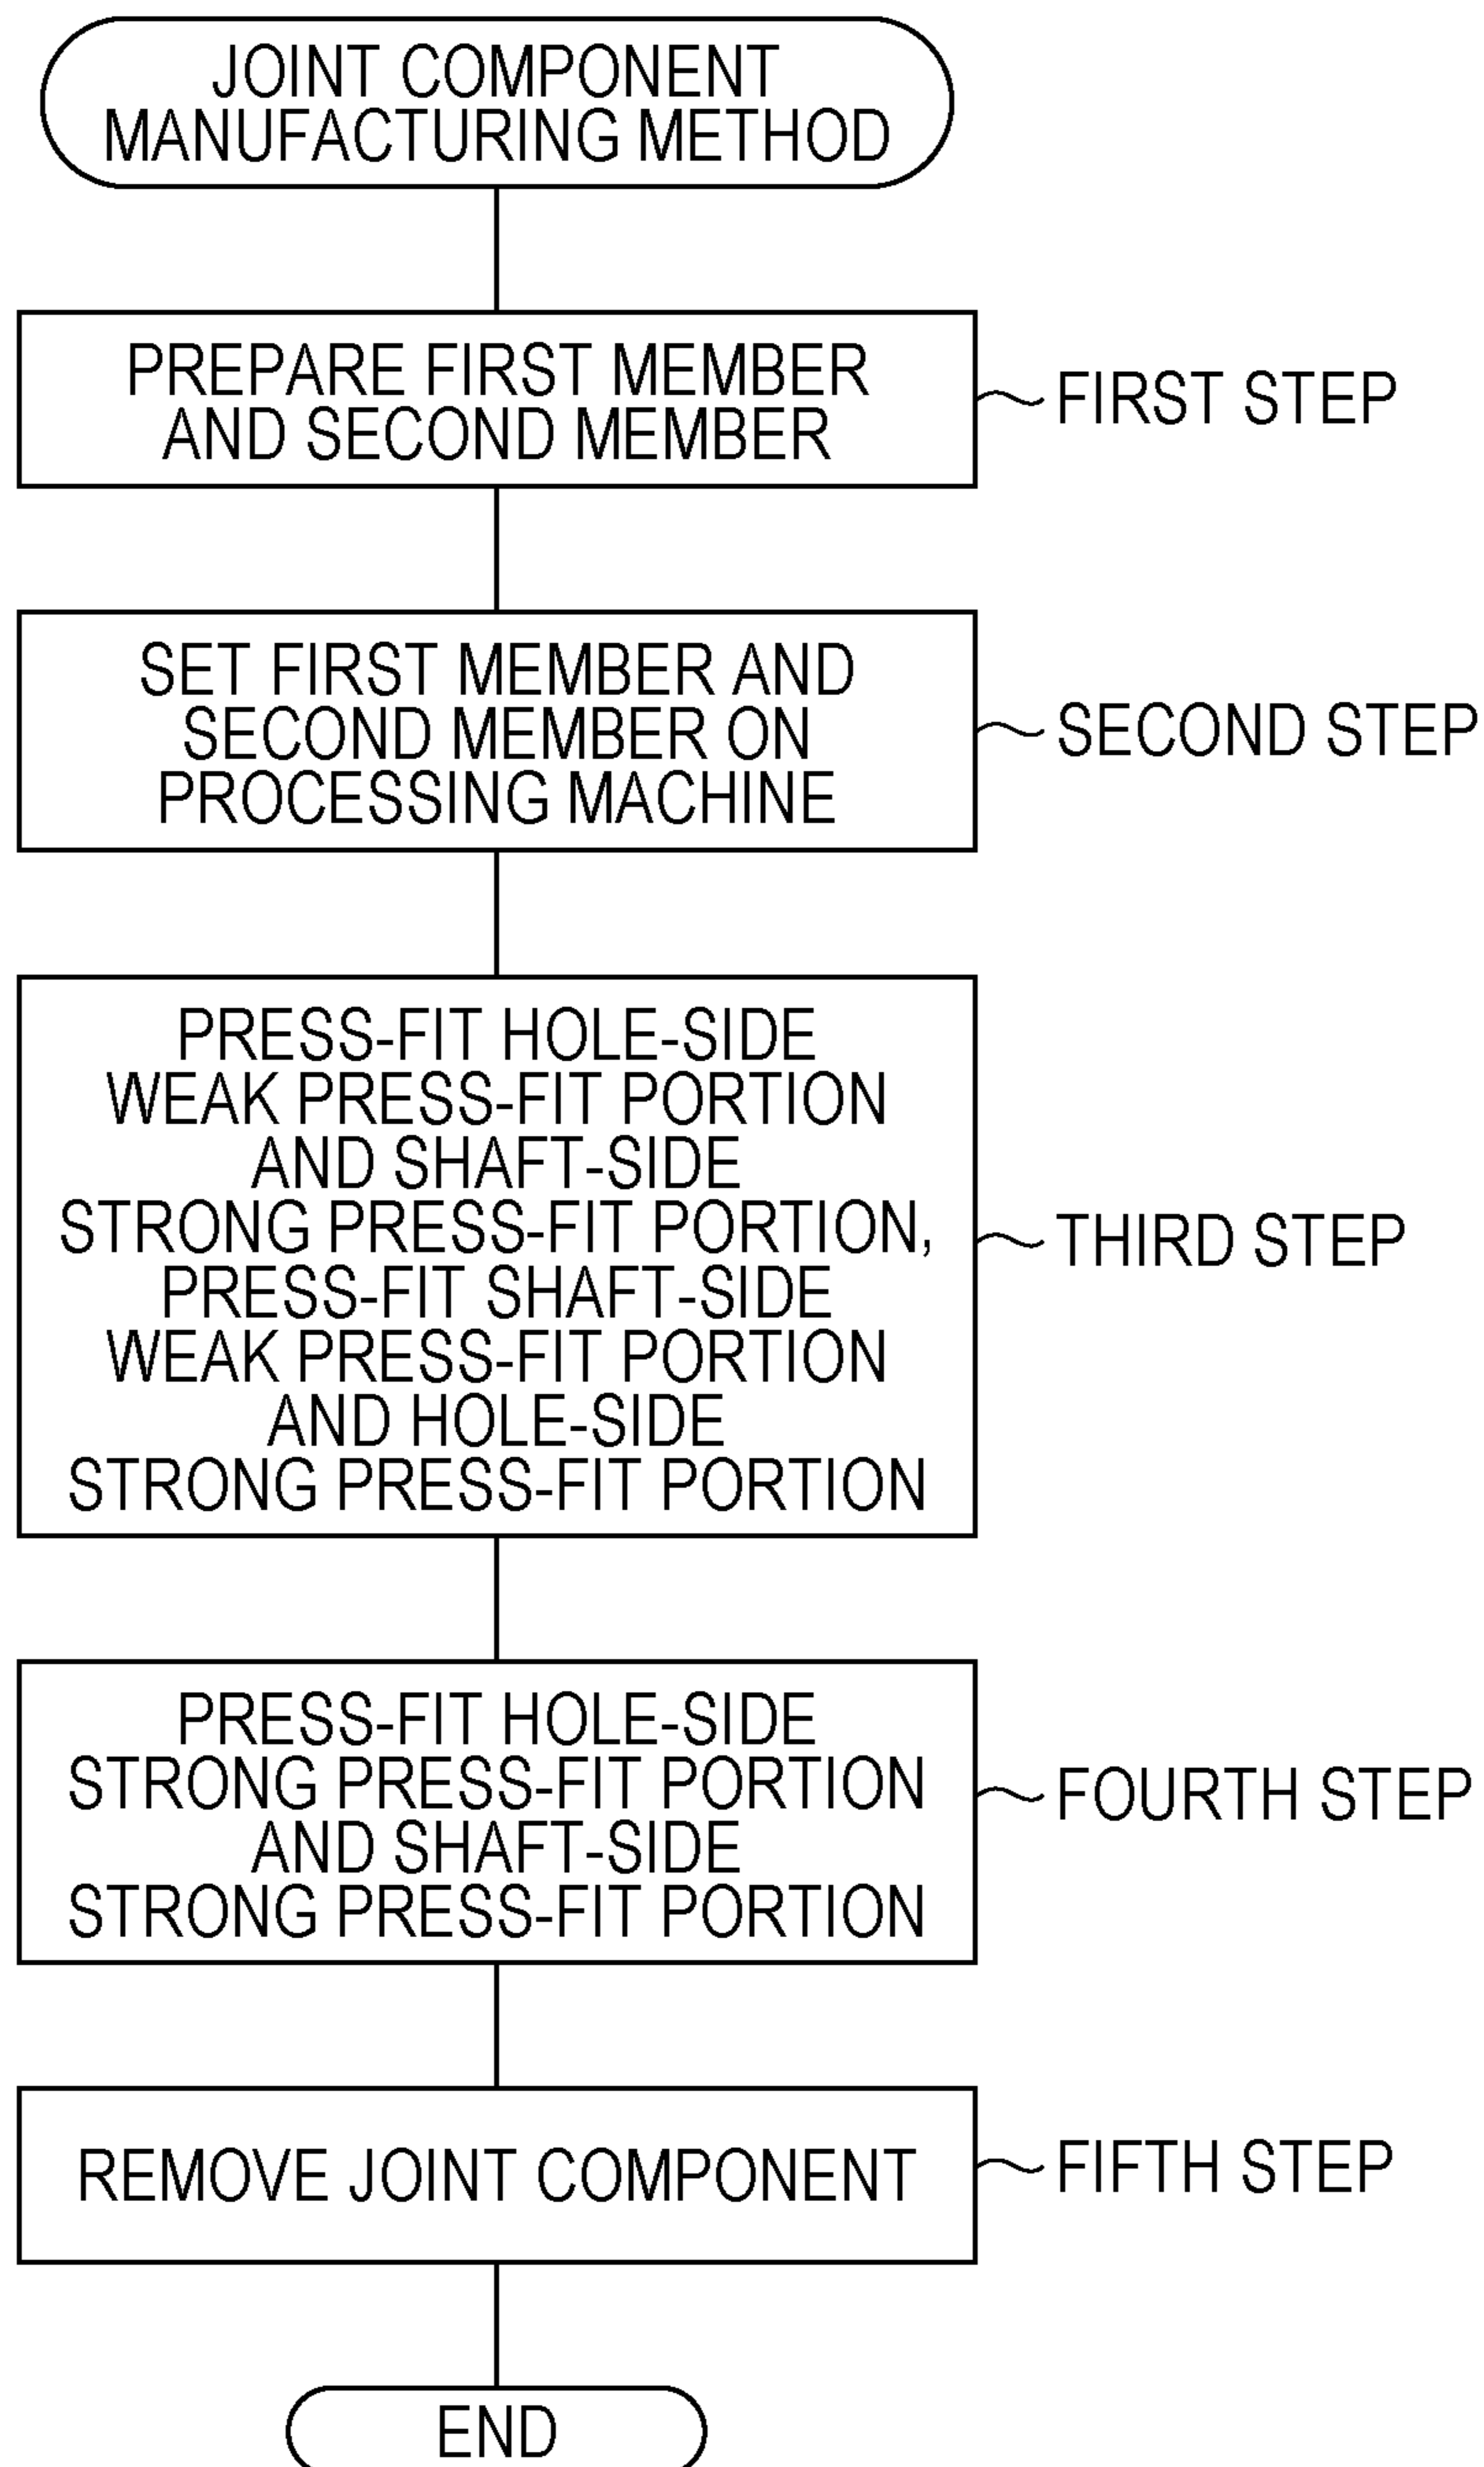 JOINT COMPONENT
MANUFACTURING METHOD
PREPARE FIRST MEMBER
AND SECOND MEMBER
FIRST STEP
SET FIRST MEMBER AND
SECOND MEMBER ON
PROCESSING MACHINE
SECOND STEP
PRESS-FIT HOLE-SIDE
WEAK PRESS-FIT PORTION
AND SHAFT-SIDE
STRONG PRESS-FIT PORTION,
PRESS-FIT SHAFT-SIDE
WEAK PRESS-FIT PORTION
AND HOLE-SIDE
STRONG PRESS-FIT PORTION
THIRD STEP
PRESS-FIT HOLE-SIDE
STRONG PRESS-FIT PORTION
AND SHAFT-SIDE
STRONG PRESS-FIT PORTION
FOURTH STEP
REMOVE JOINT COMPONENT
FIFTH STEP
END